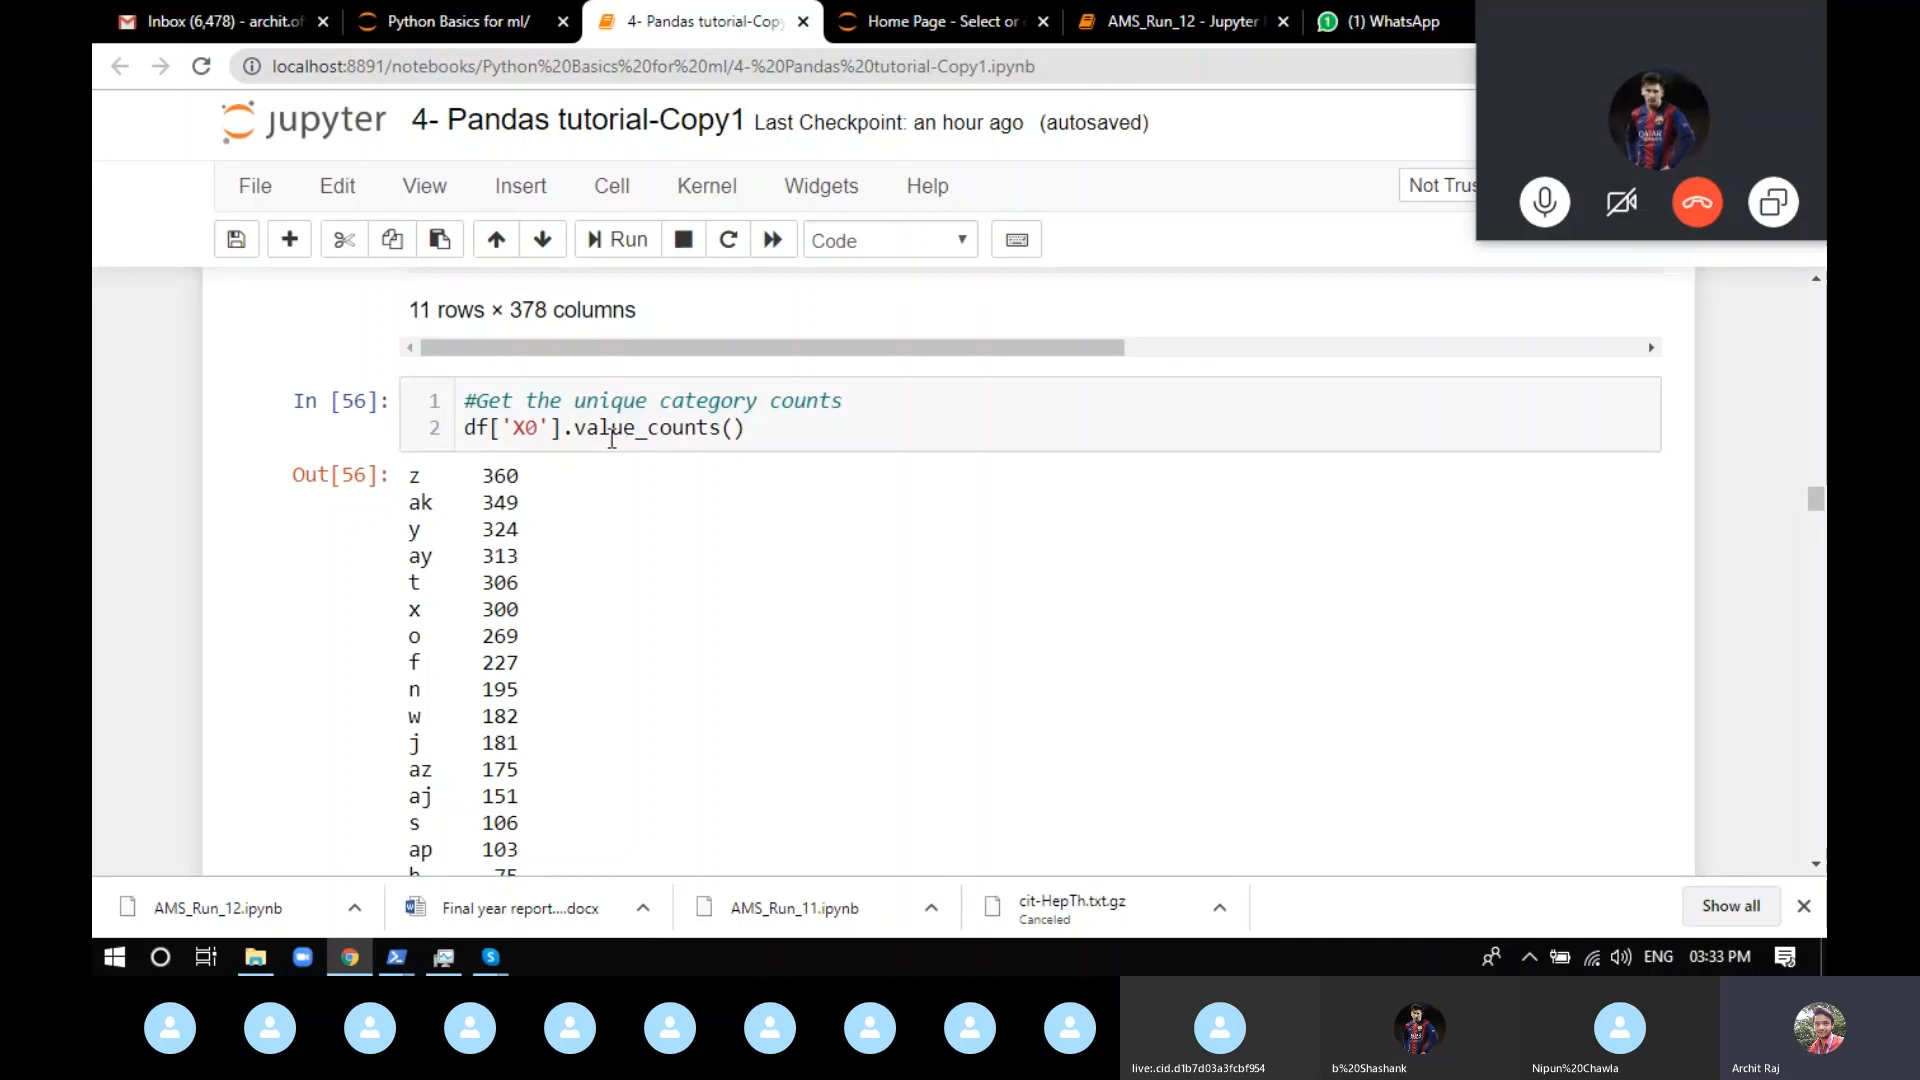 Inbox (6,478) - archit.of
Python Basics for ml/
4- Pandas tutorial-Copy
Home Page - Select or
AMS_Run_12 - Jupyter
(1) WhatsApp
localhost:8891/notebooks/Python%20Basics%20for%20ml/4-%20Pandas%20tutorial-Copy1.ipynb
jupyter 4- Pandas tutorial-Copy1 Last Checkpoint: an hour ago (autosaved)
File Edit View Insert Cell Kernel Widgets Help Not Trus
Run Code
11 rows × 378 columns
In [56]: 1 #Get the unique category counts
2 df['X0'].value_counts()
Out[56]: z 360
ak 349
y 324
ay 313
t 306
x 300
o 269
f 227
n 195
w 182
j 181
az 175
aj 151
s 106
ap 103
h 75
AMS_Run_12.ipynb
Final year report....docx
AMS_Run_11.ipynb
cit-HepTh.txt.gz
Canceled
Show all
ENG 03:33 PM
live:.cid.d1b7d03a3fcbf954
b%20Shashank
Nipun%20Chawla
Archit Raj